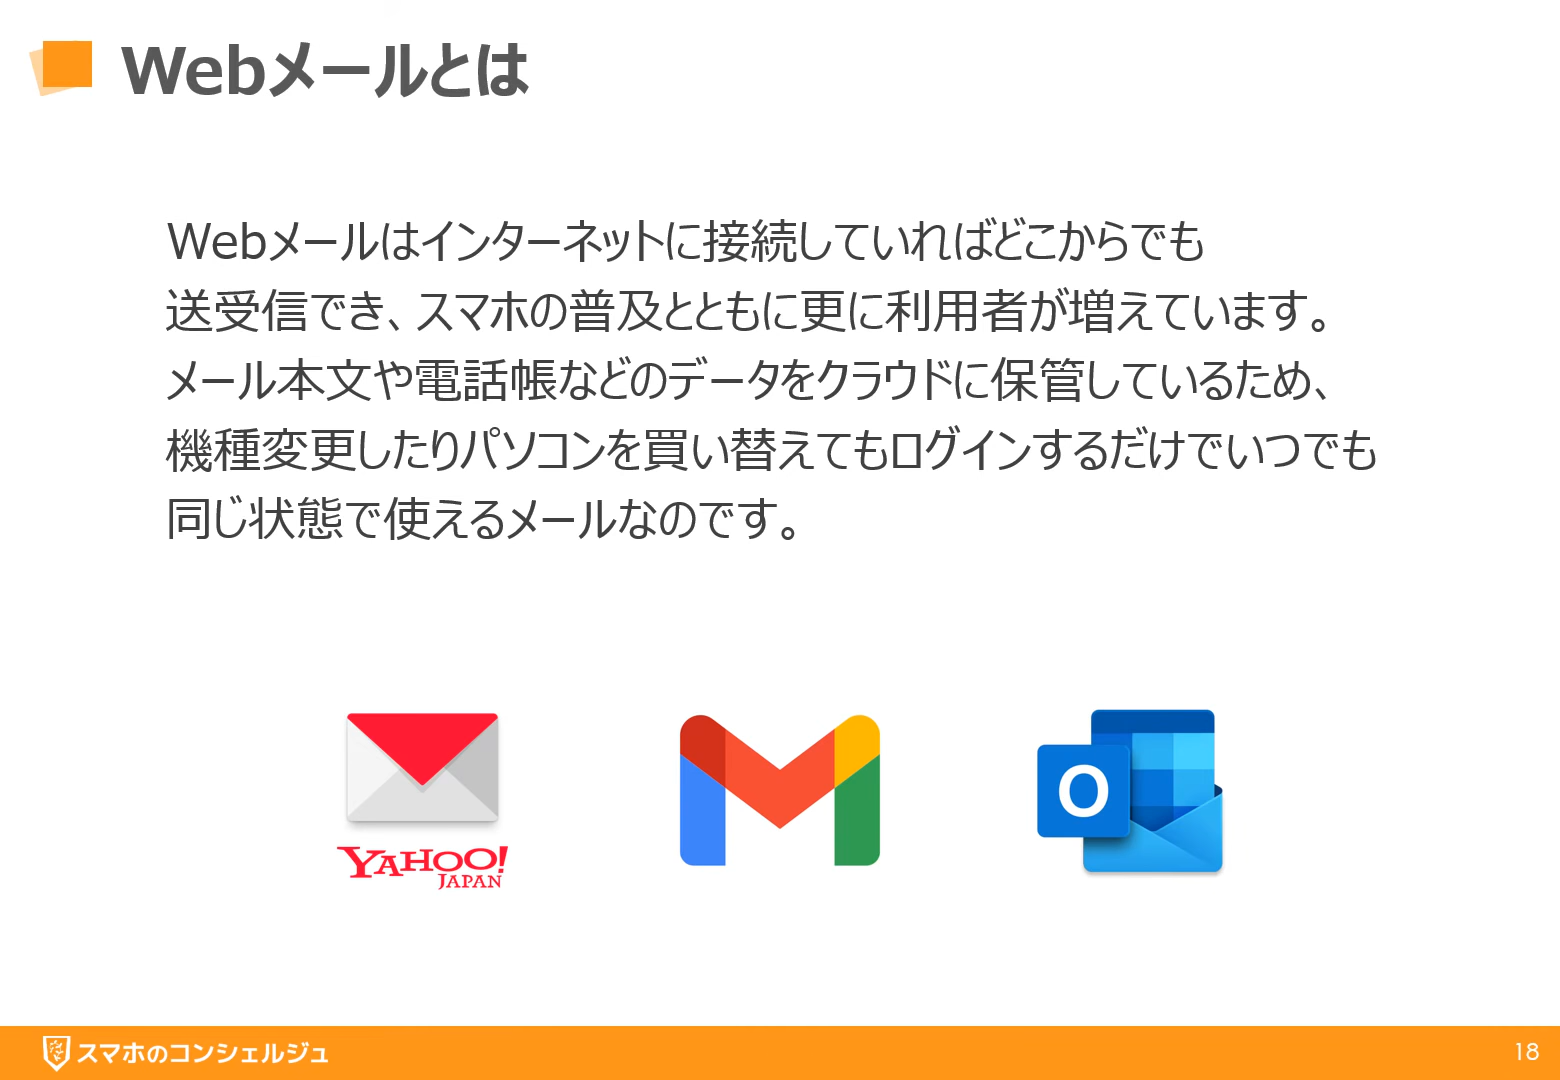 Webメールとは
Webメールはインターネットに接続していればどこからでも
送受信でき、スマホの普及とともに更に利用者が増えています。
メール本文や電話帳などのデータをクラウドに保管しているため、
機種変更したりパソコンを買い替えてもログインするだけでいつでも
同じ状態で使えるメールなのです。
YAHOO!
JAPAN
O
スマホのコンシェルジュ
18